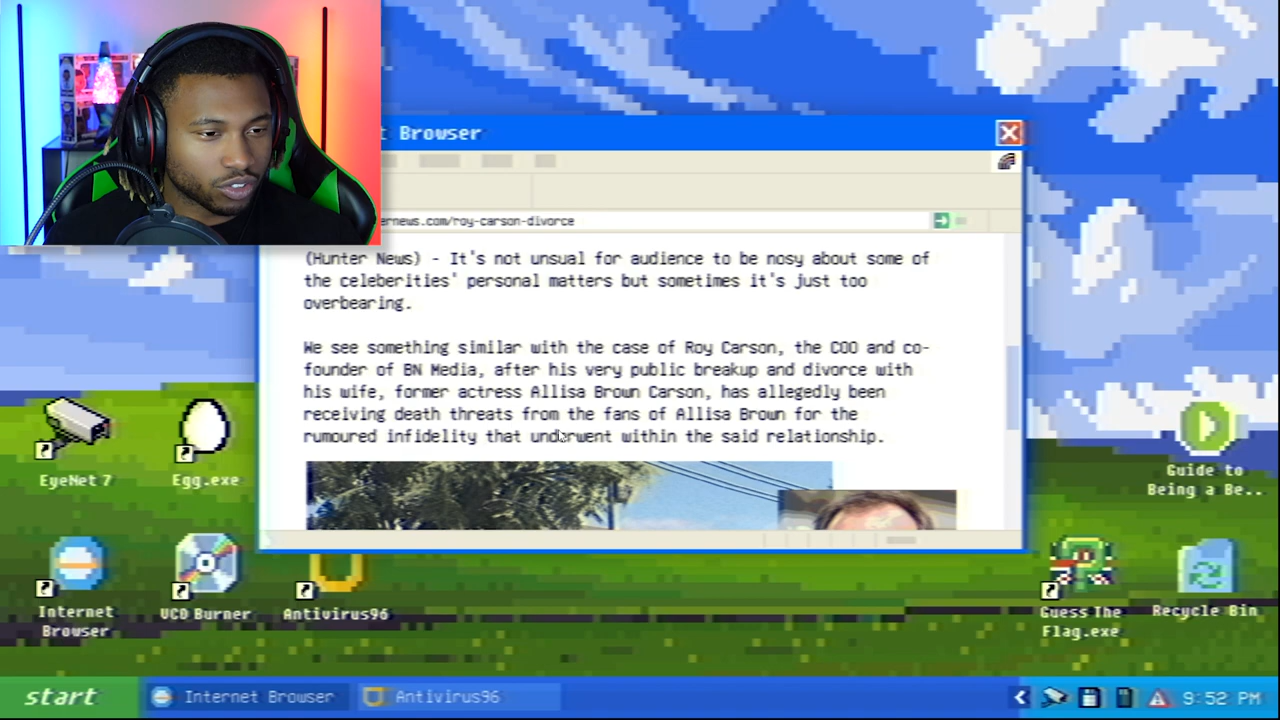 t Browser
ernews.com/roy-carson-divorce
(Hunter News) - It's not unusual for audience to be nosy about some of
the celeberities' personal matters but sometimes it's just too
overbearing.
We see something similar with the case of Roy Carson, the COO and co-
founder of BN Media, after his very public breakup and divorce with
his wife, former actress Allisa Brown Carson, has allegedly been
receiving death threats from the fans of Allisa Brown for the
rumoured infidelity that underwent within the said relationship.
EyeNet 7
Egg.exe
Guide to
Being a Be..
Internet
Browser
VCD Burner
Antivirus96
Guess The
Flag.exe
Recycle Bin
start
Internet Browser
Antivirus96
9:52 PM